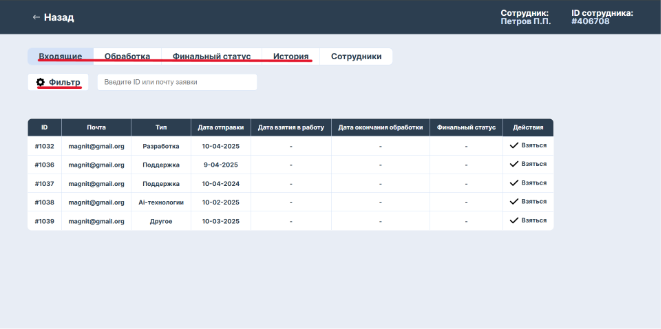 ← Назад
Сотрудник: ID сотрудника:
Петров П.П. #406708
Входящие Обработка Финальный статус История Сотрудники
Фильтр Введите ID или почту заявки
ID Почта Тип Дата отправки Дата взятия в работу Дата окончания обработки Финальный статус Действия
#1032 magnit@gmail.org Разработка 10-04-2025 - - - Взяться
#1036 magnit@gmail.org Поддержка 9-04-2025 - - - Взяться
#1037 magnit@gmail.org Поддержка 10-04-2024 - - - Взяться
#1038 magnit@gmail.org Ai-технологии 10-02-2025 - - - Взяться
#1039 magnit@gmail.org Другое 10-03-2025 - - - Взяться